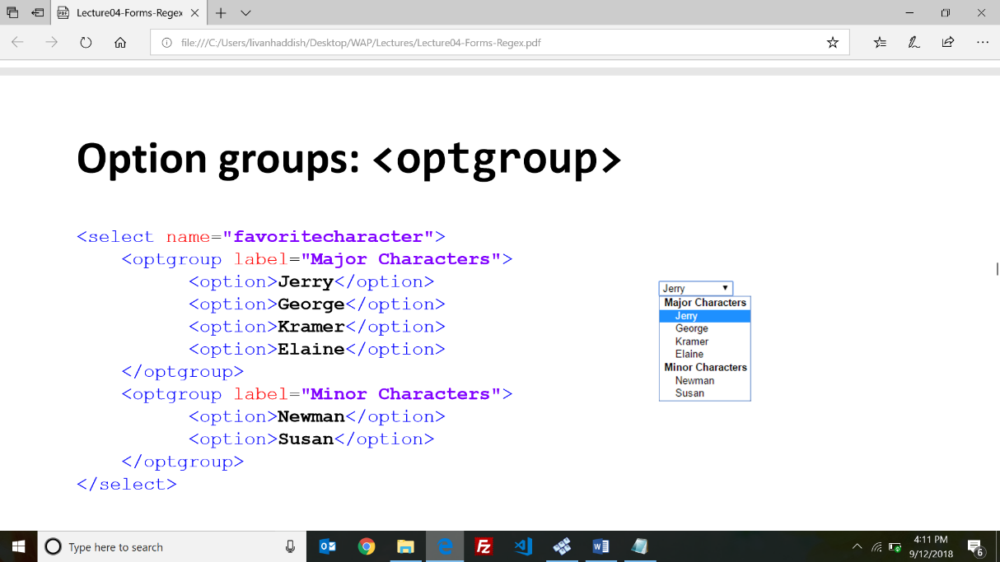 Lecture04-Forms-Regex
file:///C:/Users/livanhaddish/Desktop/WAP/Lectures/Lecture04-Forms-Regex.pdf
Option groups: <optgroup>
<select name="favoritecharacter">
<optgroup label="Major Characters">
<option>Jerry</option>
<option>George</option>
<option>Kramer</option>
<option>Elaine</option>
</optgroup>
<optgroup label="Minor Characters">
<option>Newman</option>
<option>Susan</option>
</optgroup>
</select>
Jerry
Major Characters
Jerry
George
Kramer
Elaine
Minor Characters
Newman
Susan
Type here to search
4:11 PM
9/12/2018
6